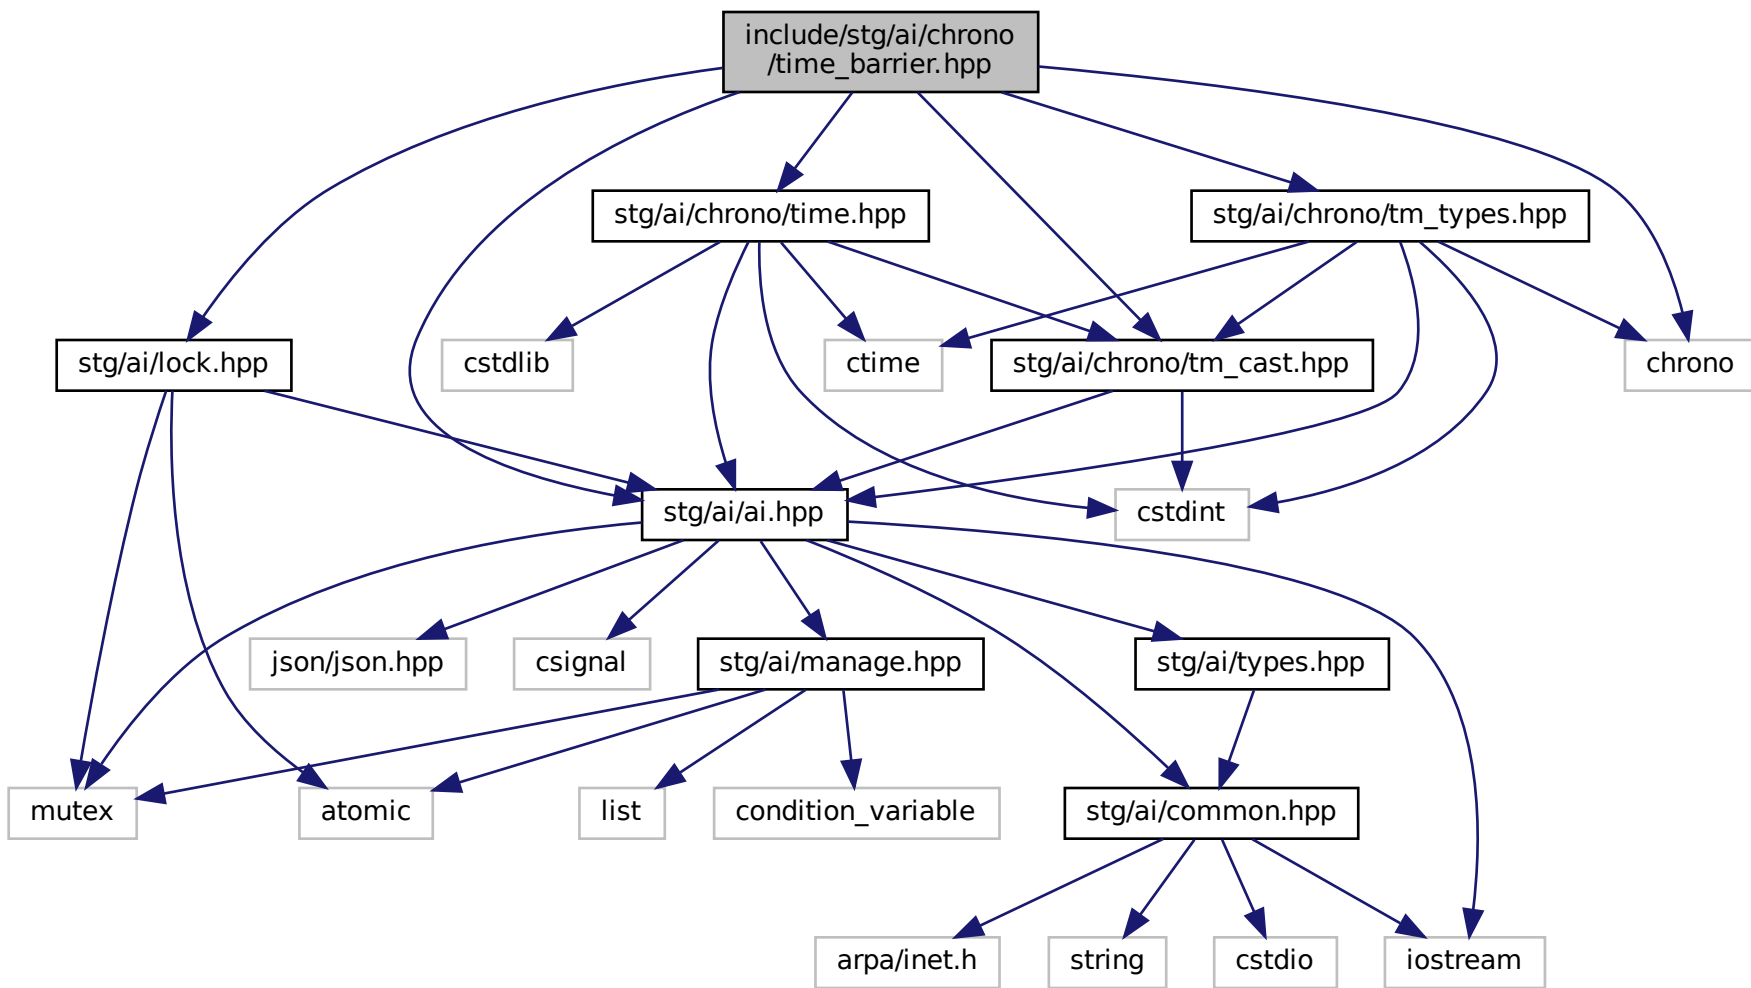 include/stg/ai/chrono
/time_barrier.hpp
stg/ai/chrono/time.hpp
stg/ai/chrono/tm_types.hpp
stg/ai/lock.hpp
cstdlib
ctime
stg/ai/chrono/tm_cast.hpp
chrono
stg/ai/ai.hpp
cstdint
json/json.hpp
csignal
stg/ai/manage.hpp
stg/ai/types.hpp
mutex
atomic
list
condition_variable
stg/ai/common.hpp
arpa/inet.h
string
cstdio
iostream